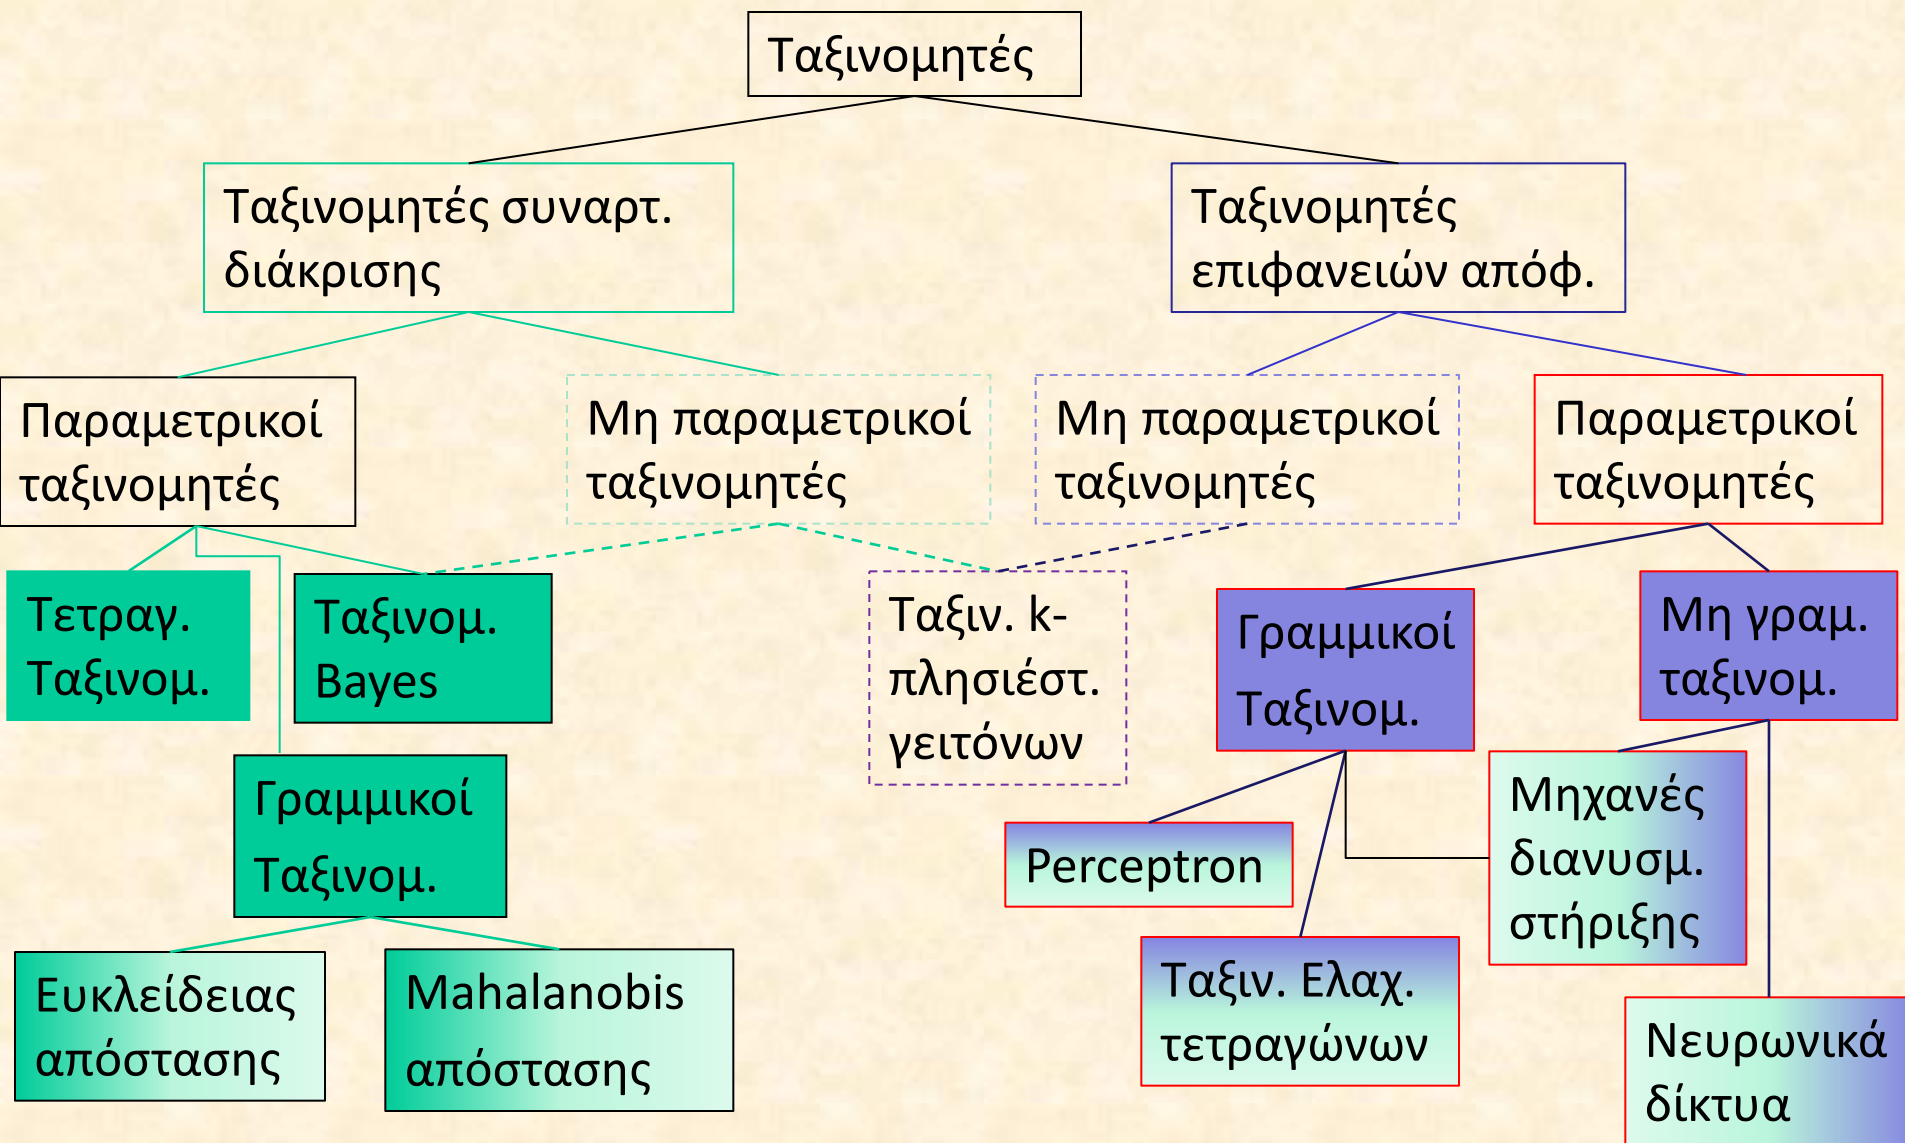 Ταξινομητές
Ταξινομητές συναρτ.
διάκρισης
Ταξινομητές
επιφανειών απόφ.
Παραμετρικοί
ταξινομητές
Μη παραμετρικοί
ταξινομητές
Μη παραμετρικοί
ταξινομητές
Παραμετρικοί
ταξινομητές
Τετραγ.
Ταξινομ.
Ταξινομ.
Bayes
Ταξιν. k-
πλησιέστ.
γειτόνων
Γραμμικοί
Ταξινομ.
Μη γραμ.
ταξινομ.
Γραμμικοί
Ταξινομ.
Perceptron
Μηχανές
διανυσμ.
στήριξης
Ευκλείδειας
απόστασης
Mahalanobis
απόστασης
Ταξιν. Ελαχ.
τετραγώνων
Νευρωνικά
δίκτυα